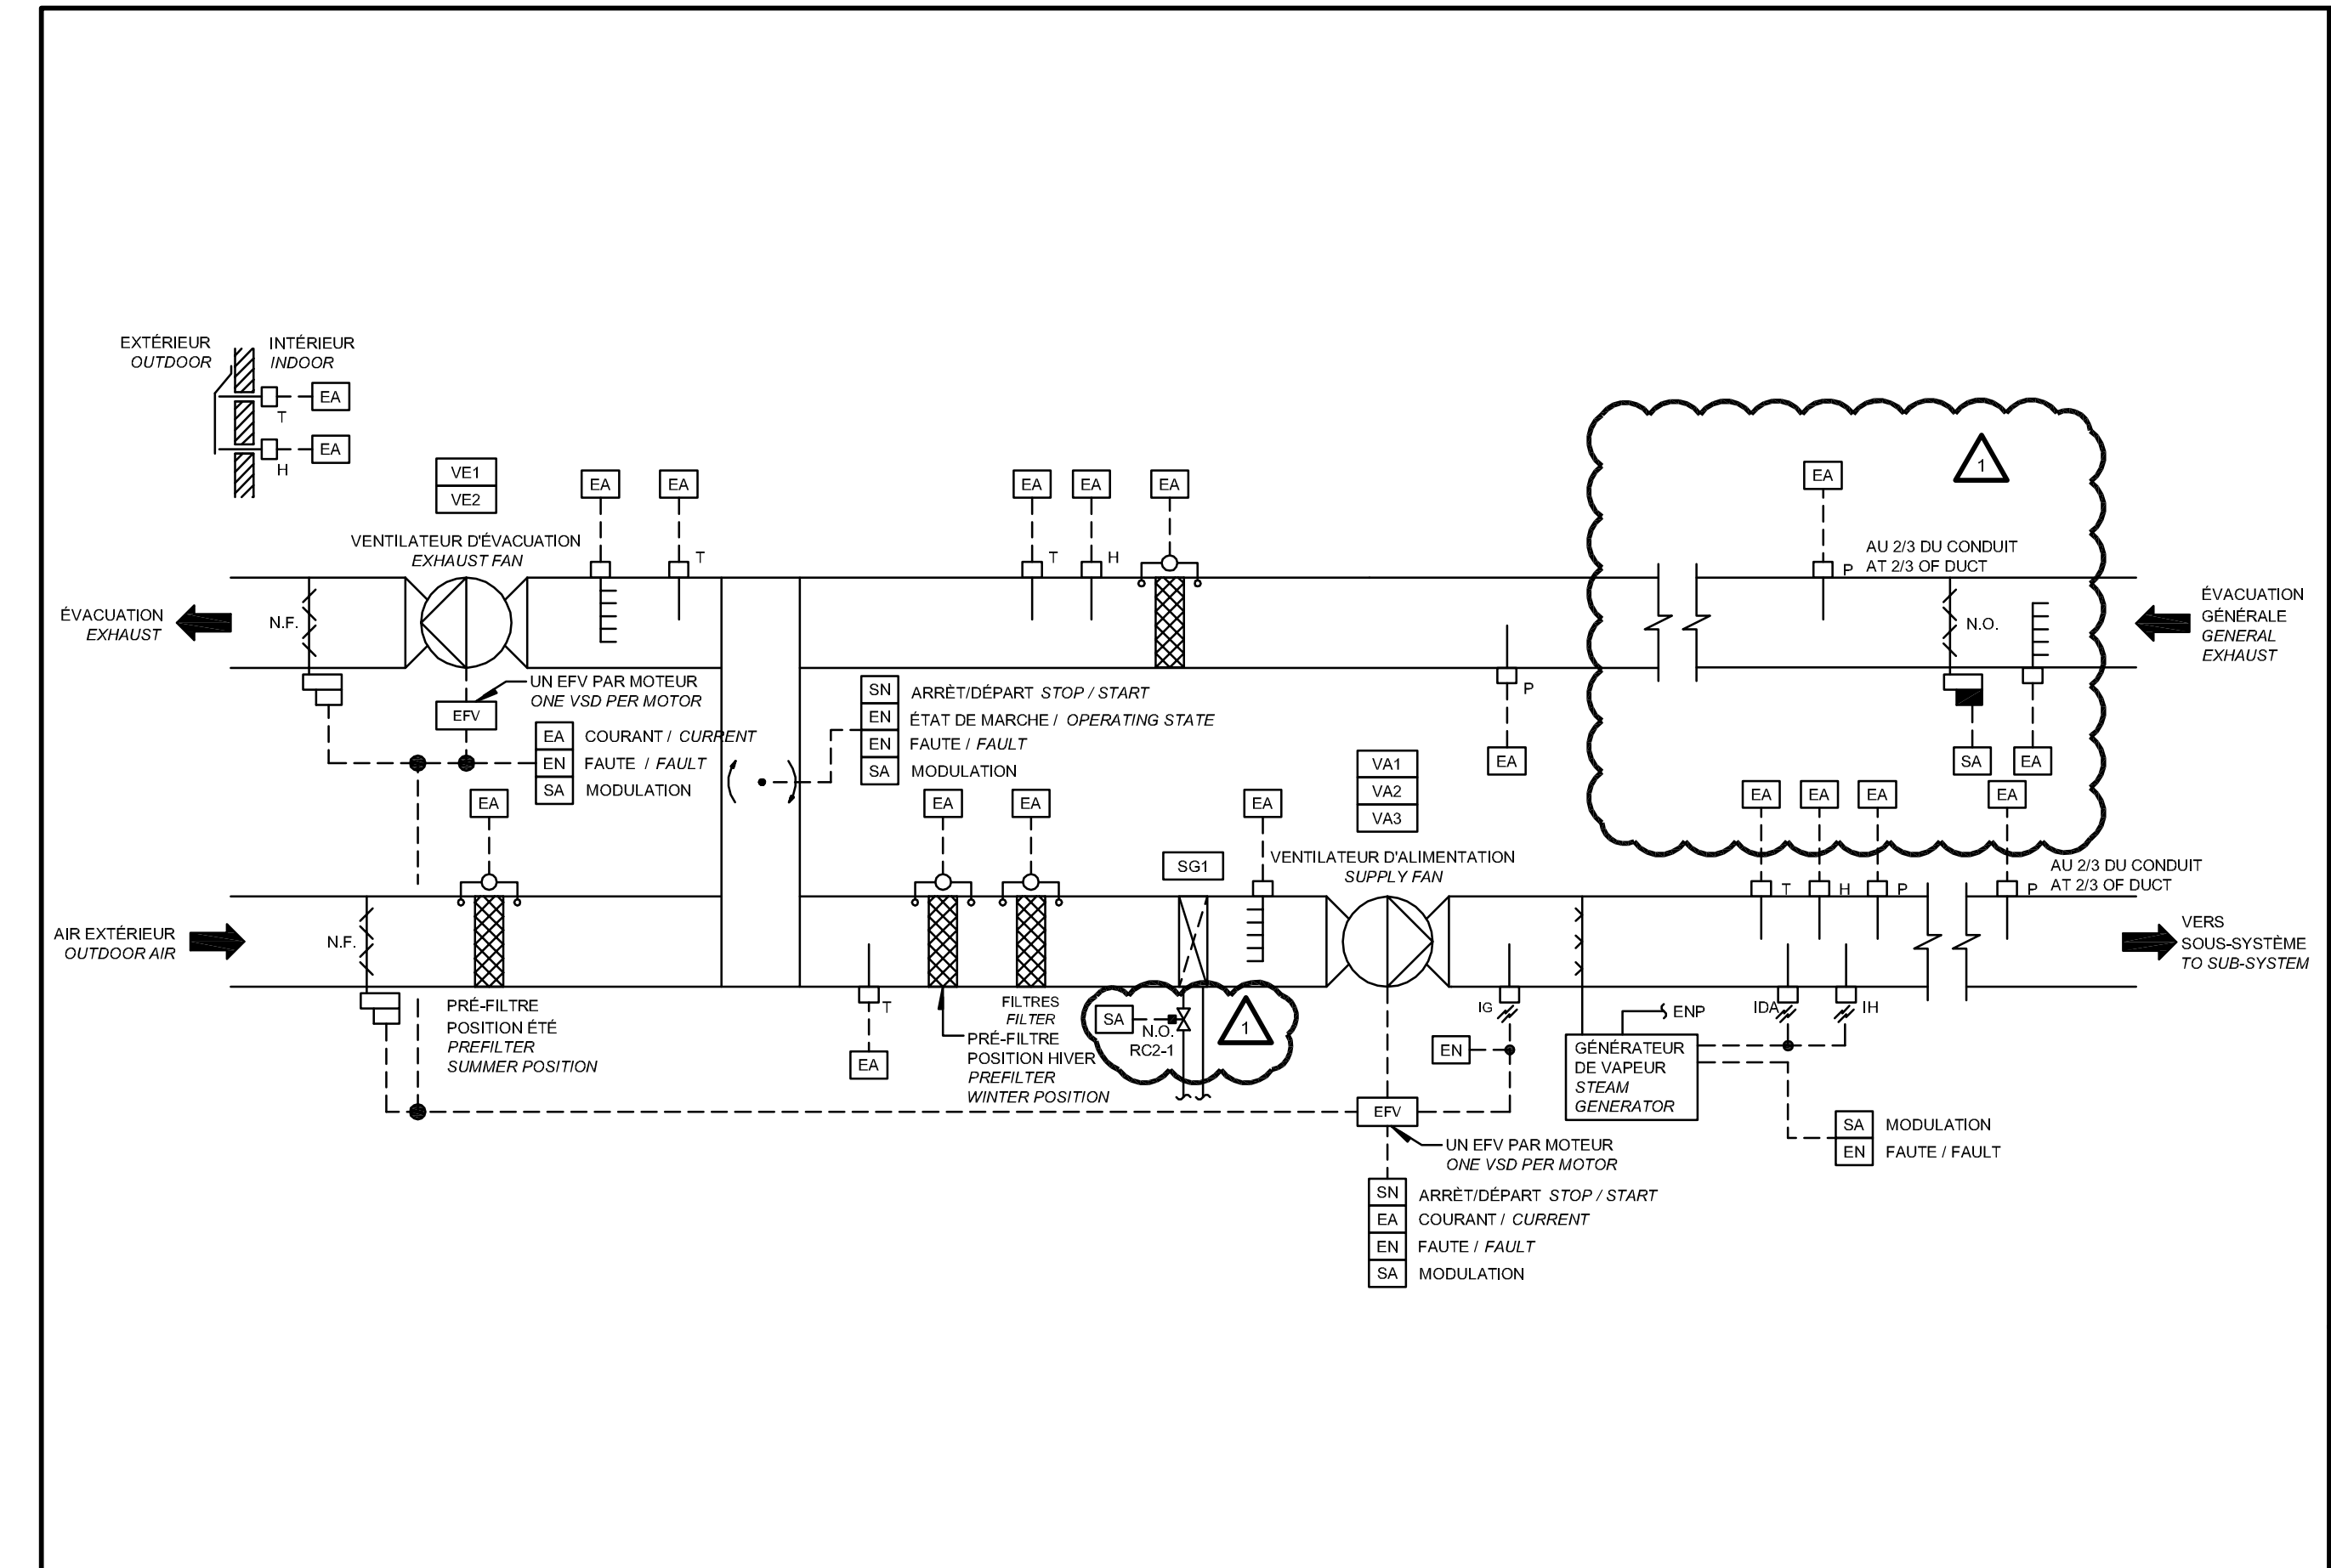 EXTÉRIEUR
OUTDOOR
INTÉRIEUR
INDOOR
EA
T
EA
H
VE1
VE2
VENTILATEUR D'ÉVACUATION
EXHAUST FAN
EA
EA
T
EA
T
EA
H
EA
EA
P
1
AU 2/3 DU CONDUIT
AT 2/3 OF DUCT
ÉVACUATION
EXHAUST
N.F.
N.O.
ÉVACUATION
GÉNÉRALE
GENERAL
EXHAUST
UN EFV PAR MOTEUR
ONE VSD PER MOTOR
EFV
EA COURANT / CURRENT
EN FAUTE / FAULT
SA MODULATION
SN ARRÈT/DÉPART STOP / START
EN ÉTAT DE MARCHE / OPERATING STATE
EN FAUTE / FAULT
SA MODULATION
P
EA
SA
EA
VA1
VA2
VA3
VENTILATEUR D'ALIMENTATION
SUPPLY FAN
EA
EA
EA
EA
SG1
EA
T
EA
H
EA
P
EA
P
AU 2/3 DU CONDUIT
AT 2/3 OF DUCT
AIR EXTÉRIEUR
OUTDOOR AIR
N.F.
VERS
SOUS-SYSTÈME
TO SUB-SYSTEM
PRÉ-FILTRE
POSITION ÉTÉ
PREFILTER
SUMMER POSITION
T
EA
FILTRES
FILTER
PRÉ-FILTRE
POSITION HIVER
PREFILTER
WINTER POSITION
SA
N.O.
RC2-1
1
IG
EN
ENP
IDA
IH
GÉNÉRATEUR
DE VAPEUR
STEAM
GENERATOR
EFV
UN EFV PAR MOTEUR
ONE VSD PER MOTOR
SA MODULATION
EN FAUTE / FAULT
SN ARRÈT/DÉPART STOP / START
EA COURANT / CURRENT
EN FAUTE / FAULT
SA MODULATION